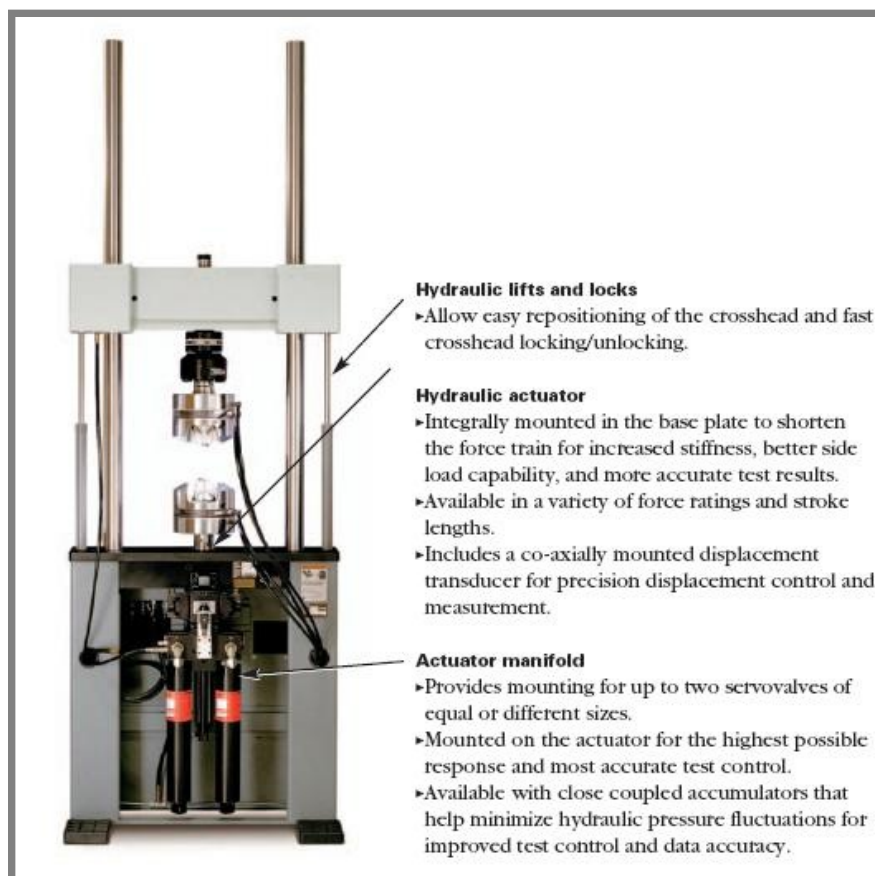 Hydraulic lifts and locks
▸Allow easy repositioning of the crosshead and fast
crosshead locking/unlocking.
Hydraulic actuator
▸Integrally mounted in the base plate to shorten
the force train for increased stiffness, better side
load capability, and more accurate test results.
▸Available in a variety of force ratings and stroke
lengths.
▸Includes a co-axially mounted displacement
transducer for precision displacement control and
measurement.
Actuator manifold
▸Provides mounting for up to two servovalves of
equal or different sizes.
▸Mounted on the actuator for the highest possible
response and most accurate test control.
▸Available with close coupled accumulators that
help minimize hydraulic pressure fluctuations for
improved test control and data accuracy.